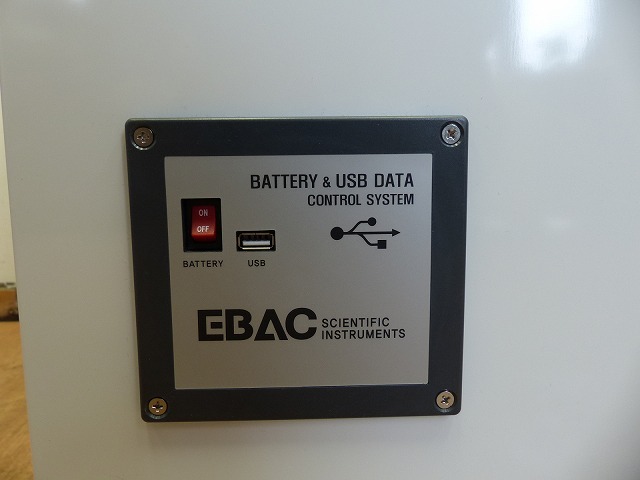 BATTERY & USB DATA
CONTROL SYSTEM
ON
OFF
BATTERY
USB
EBAC SCIENTIFIC
INSTRUMENTS